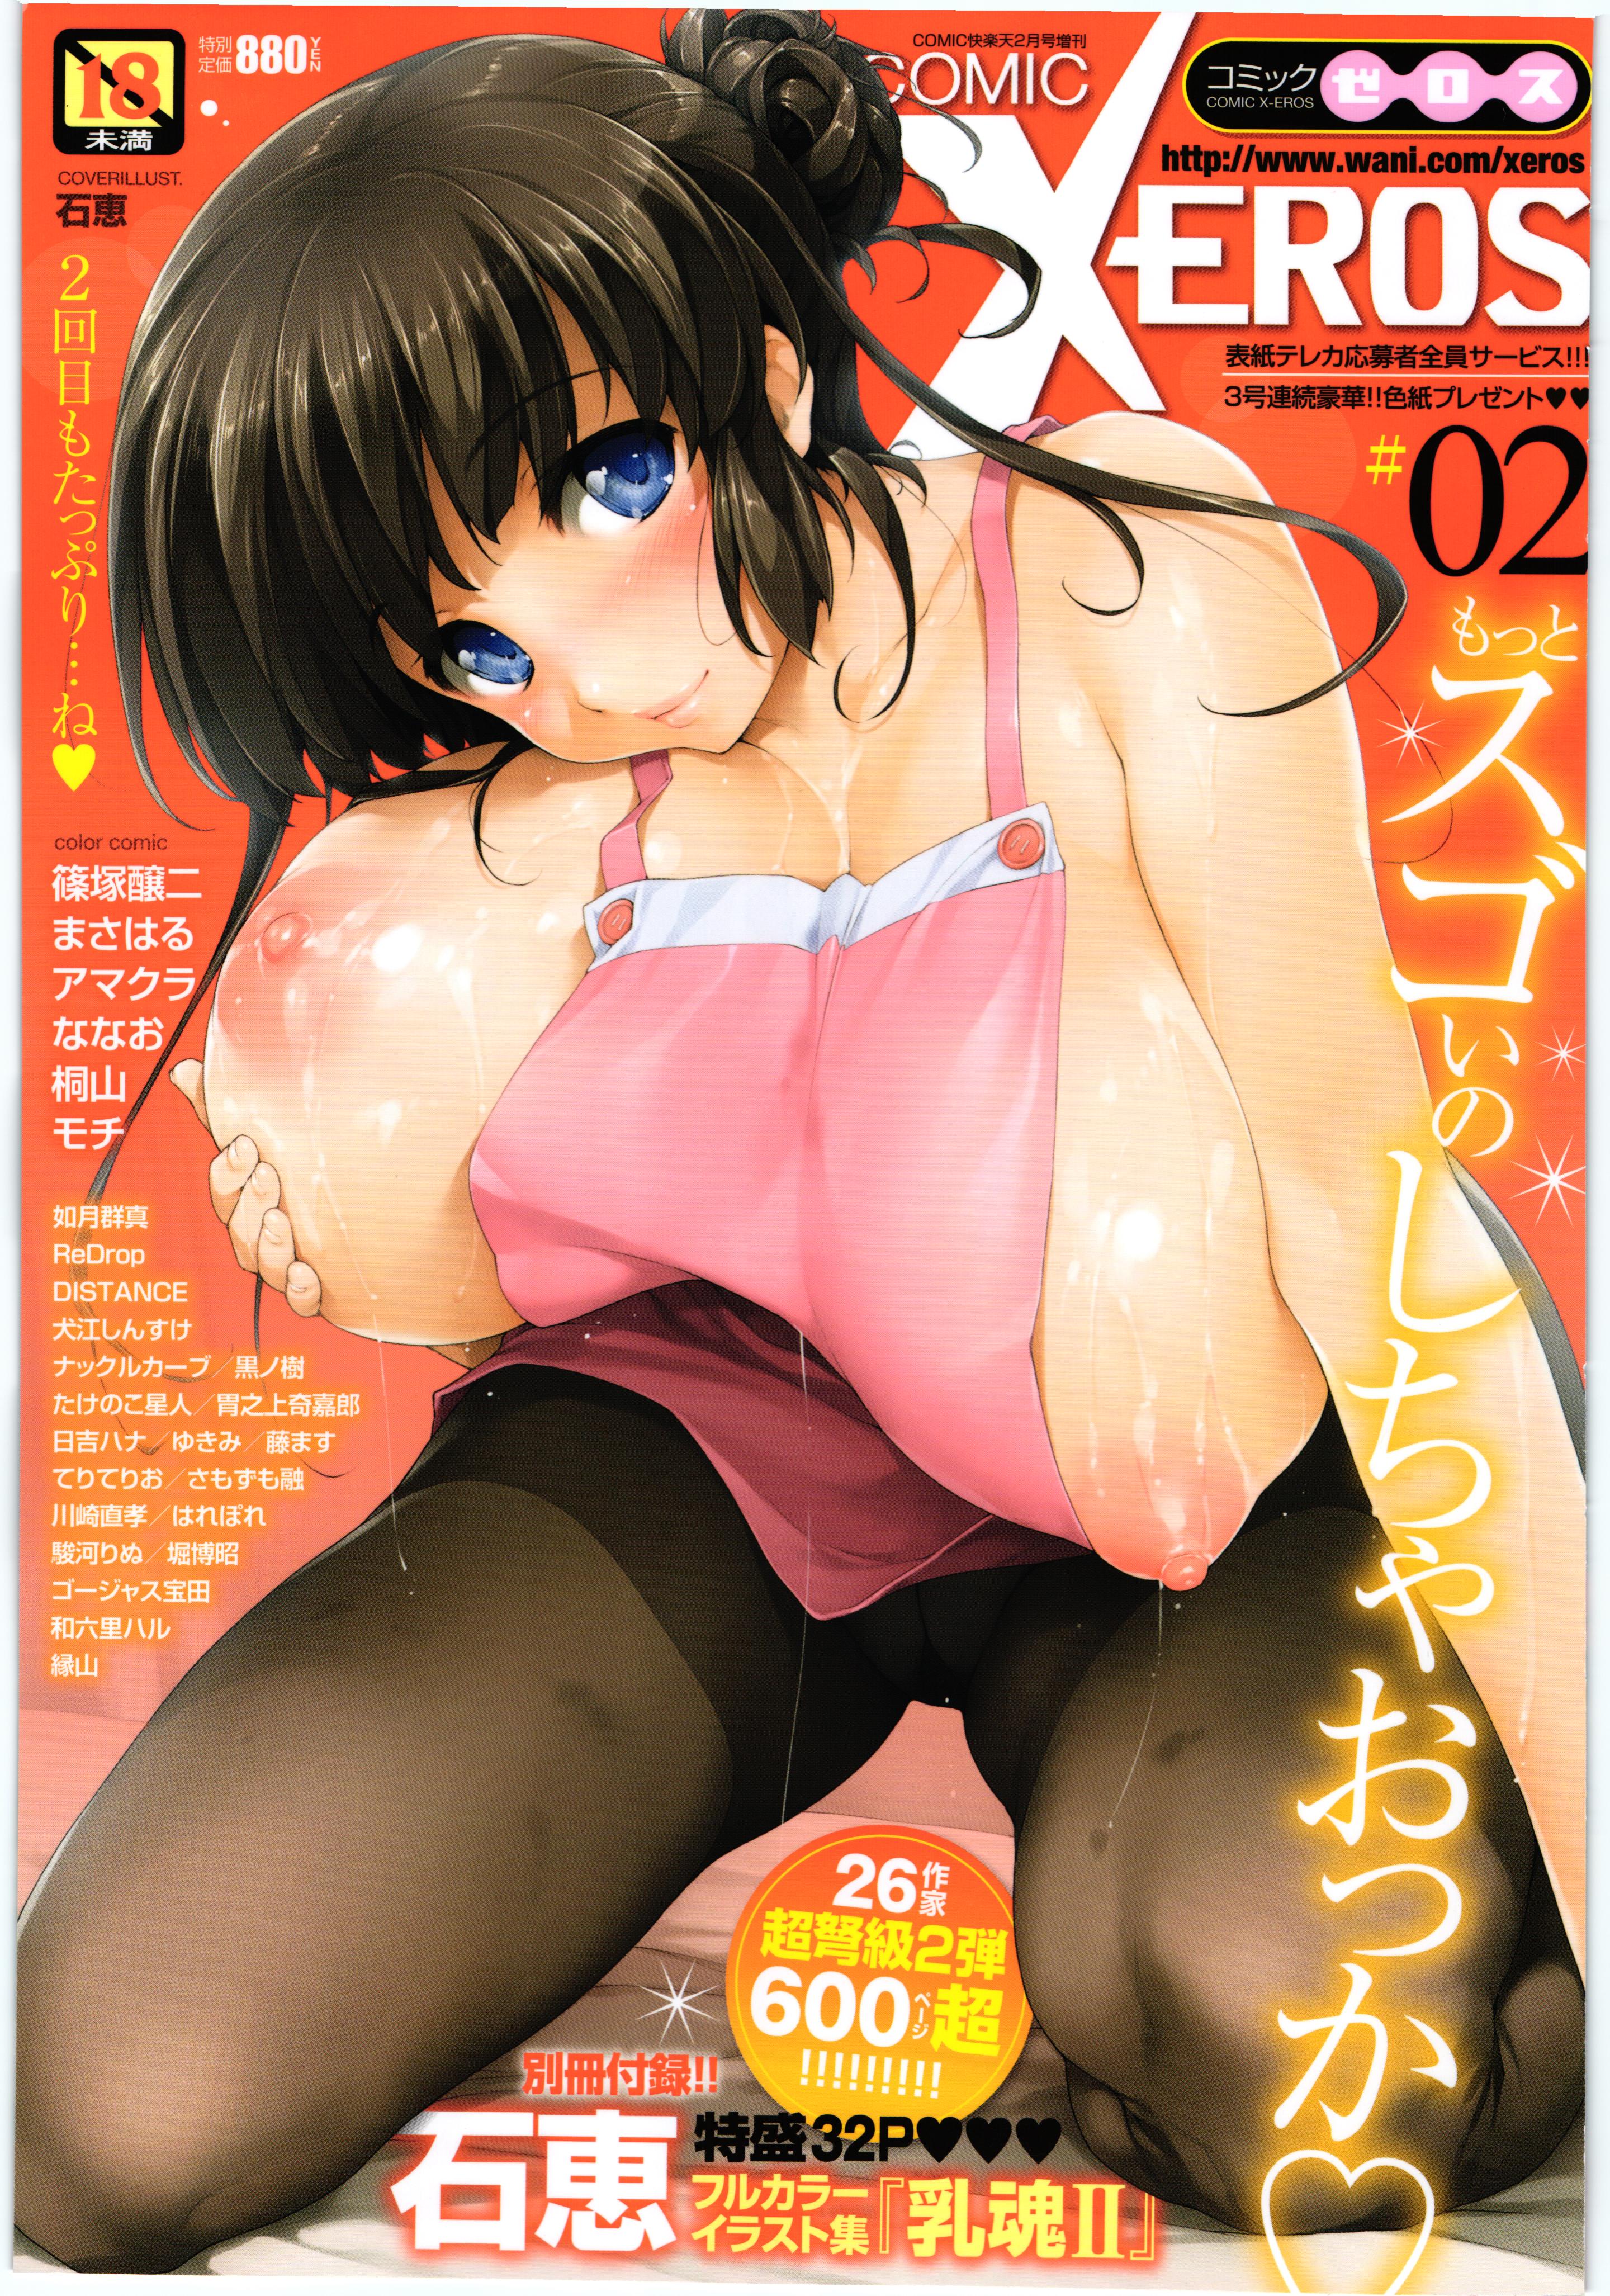 18
未満
特別
定価880YEN
COVERILLUST.
石恵
2回目もたっぷり…ね♥
COMIC快楽天2月号増刊
COMIC
X-EROS
コミック
COMIC X-EROS
ゼロス
http://www.wani.com/xeros
表紙テレカ応募者全員サービス!!!
3号連続豪華!!色紙プレゼント♥♥
#02
もっと
スゴいの
しちゃおっか♡
color comic
篠塚醸二
まさはる
アマクラ
ななお
桐山
モチ
如月群真
ReDrop
DISTANCE
犬江しんすけ
ナックルカーブ／黒ノ樹
たけのこ星人／胃之上奇嘉郎
日吉ハナ／ゆきみ／藤ます
てりてりお／さもずも融
川崎直孝／はれぽれ
駿河りぬ／堀博昭
ゴージャス宝田
和六里ハル
縁山
26作家
超弩級2弾
600ページ超
!!!!!!!!!
別冊付録!!
石恵
特盛32P♥♥♥
フルカラー
イラスト集『乳魂II』